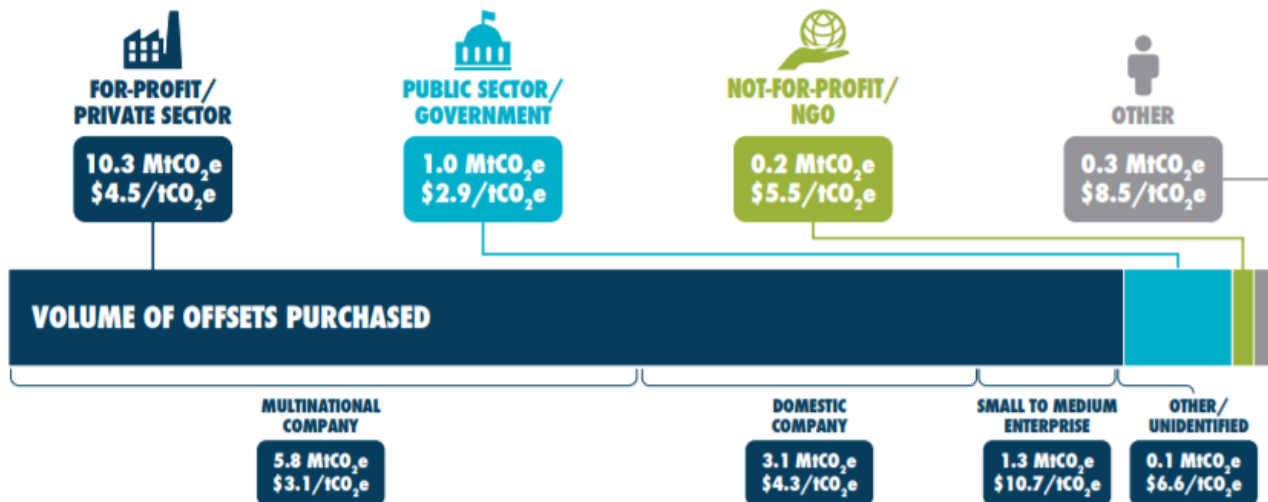 FOR-PROFIT/
PRIVATE SECTOR
10.3 MtCO₂e
$4.5/tCO₂e
PUBLIC SECTOR/
GOVERNMENT
1.0 MtCO₂e
$2.9/tCO₂e
NOT-FOR-PROFIT/
NGO
0.2 MtCO₂e
$5.5/tCO₂e
OTHER
0.3 MtCO₂e
$8.5/tCO₂e
VOLUME OF OFFSETS PURCHASED
MULTINATIONAL
COMPANY
5.8 MtCO₂e
$3.1/tCO₂e
DOMESTIC
COMPANY
3.1 MtCO₂e
$4.3/tCO₂e
SMALL TO MEDIUM
ENTERPRISE
1.3 MtCO₂e
$10.7/tCO₂e
OTHER/
UNIDENTIFIED
0.1 MtCO₂e
$6.6/tCO₂e